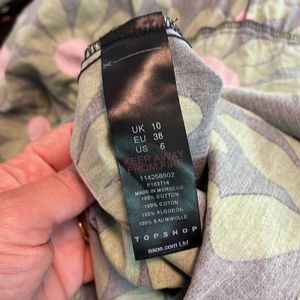 UK 10
EU 38
US 6
KEEP AWAY
FROM FIRE
114258502
F103714
MADE IN MOROCCO
100% COTTON
100% COTON
100% ALGODÓN
100% BAUMWOLLE
TOPSHOP
asos.com Ltd